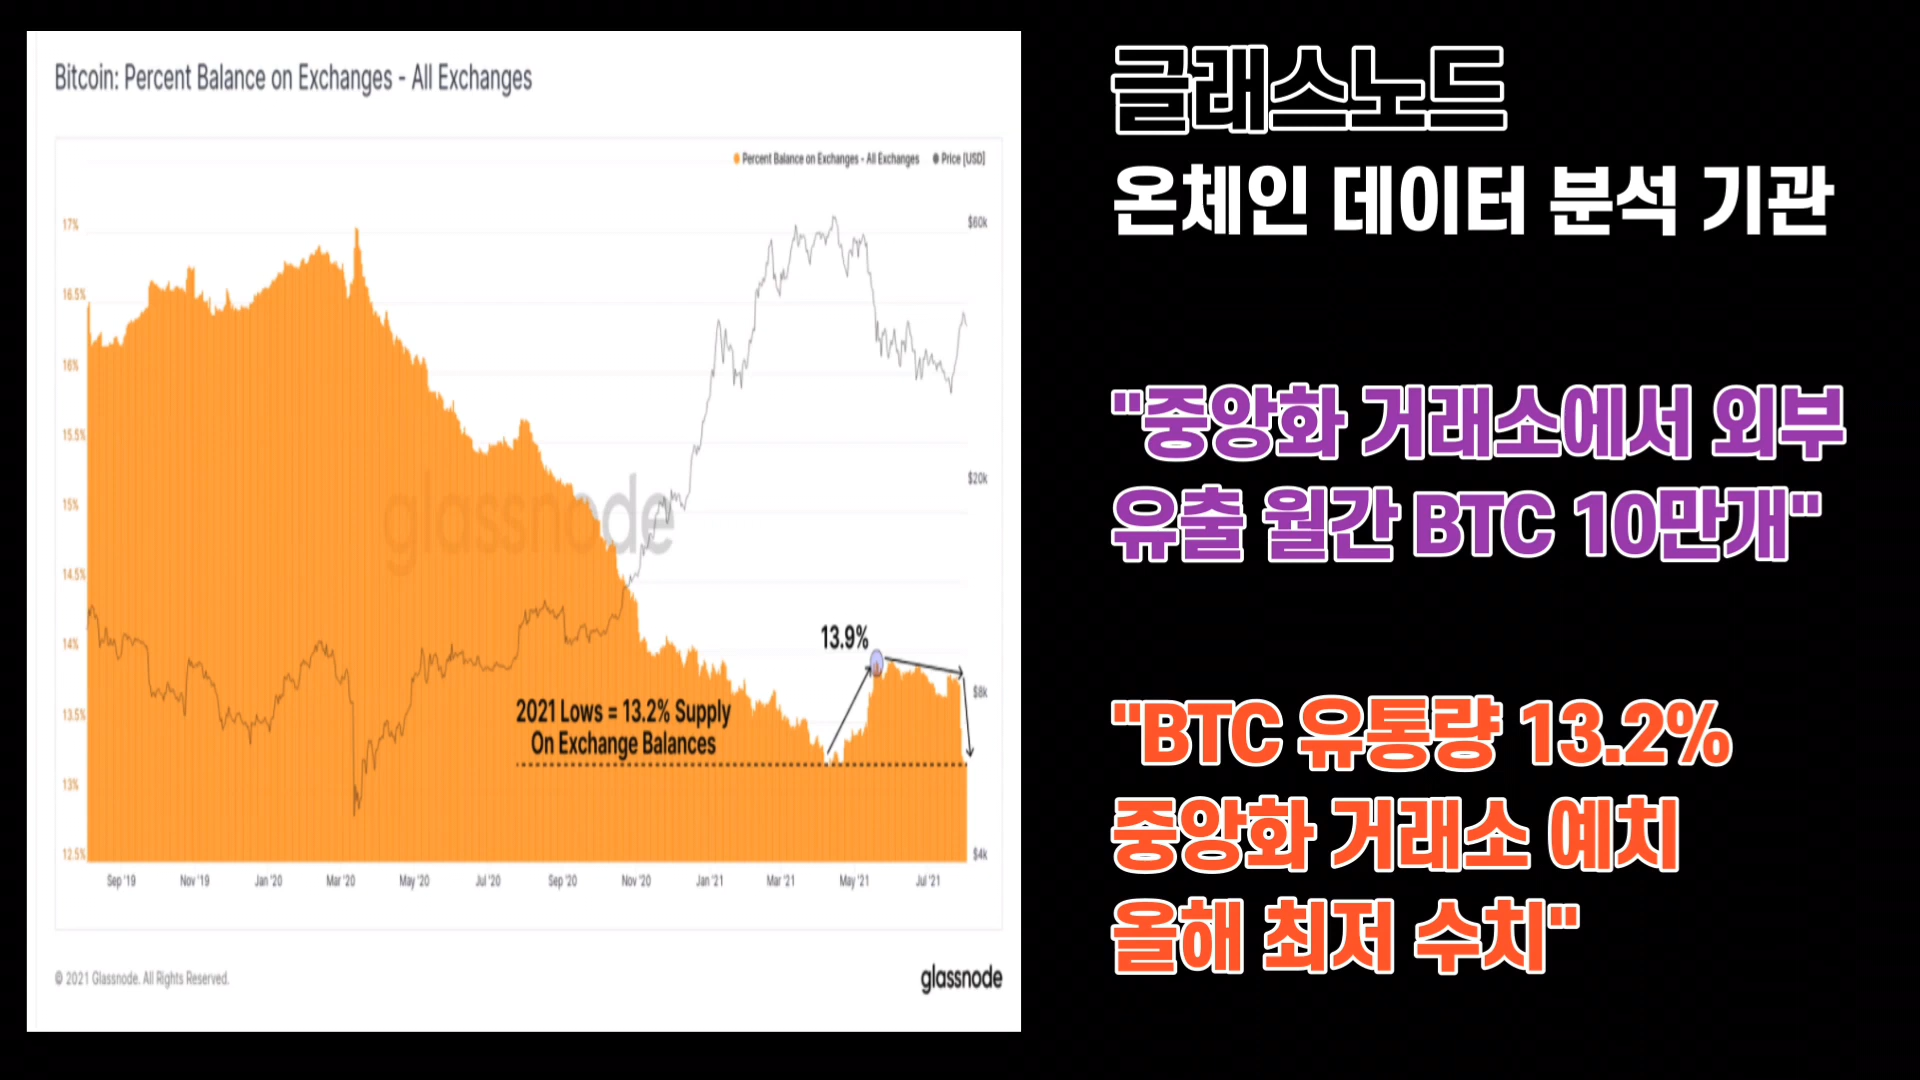 Bitcoin: Percent Balance on Exchanges - All Exchanges
Percent Balance on Exchanges - All Exchanges Price [USD]
17%
16.5%
16%
15.5%
15%
14.5%
14%
13.5%
13%
12.5%
$60k
$20k
$8k
$4k
glassnode
13.9%
2021 Lows = 13.2% Supply
On Exchange Balances
Sep '19 Nov '19 Jan '20 Mar '20 May '20 Jul '20 Sep '20 Nov '20 Jan '21 Mar '21 May '21 Jul '21
© 2021 Glassnode. All Rights Reserved.
glassnode
글래스노드
온체인 데이터 분석 기관
"중앙화 거래소에서 외부
유출 월간 BTC 10만개"
"BTC 유통량 13.2%
중앙화 거래소 예치
올해 최저 수치"